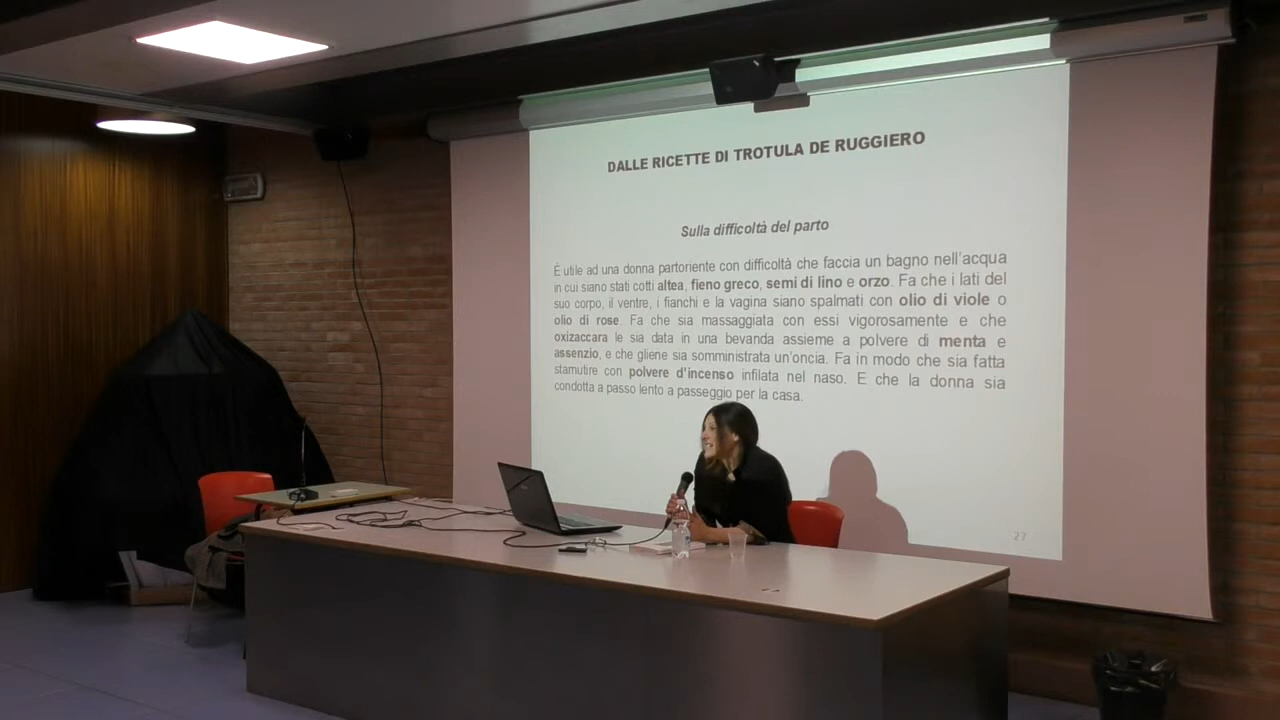 DALLE RICETTE DI TROTULA DE RUGGIERO
Sulla difficoltà del parto
È utile ad una donna partoriente con difficoltà che faccia un bagno nell'acqua
in cui siano stati cotti altea, fieno greco, semi di lino e orzo. Fa che i lati del
suo corpo, il ventre, i fianchi e la vagina siano spalmati con olio di viole o
olio di rose. Fa che sia massaggiata con essi vigorosamente e che
oxizaccara le sia data in una bevanda assieme a polvere di menta e
assenzio, e che gliene sia somministrata un'oncia. Fa in modo che sia fatta
starnutire con polvere d'incenso infilata nel naso. E che la donna sia
condotta a passo lento a passeggio per la casa.
27